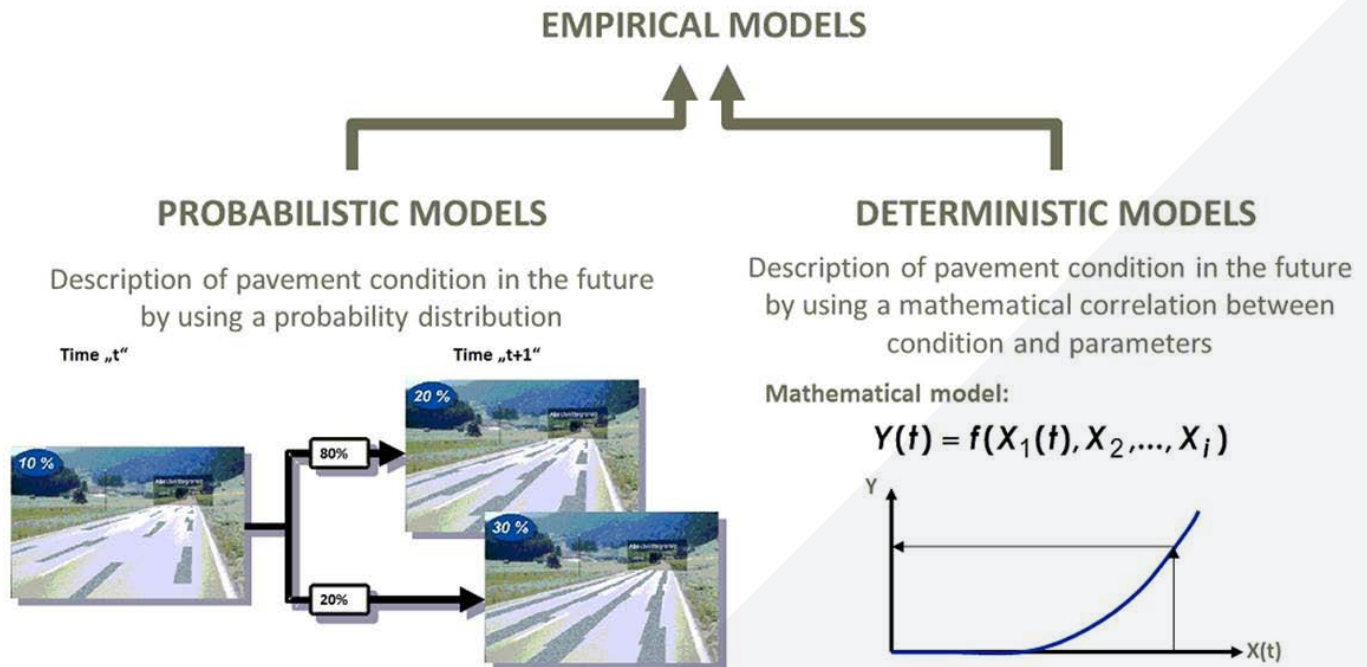 EMPIRICAL MODELS
PROBABILISTIC MODELS
Description of pavement condition in the future
by using a probability distribution
Time „t“
Time „t+1“
10 %
80%
20%
20 %
30 %
DETERMINISTIC MODELS
Description of pavement condition in the future
by using a mathematical correlation between
condition and parameters
Mathematical model:
Y(t) = f(X₁(t), X₂,..., Xᵢ)
Y
X(t)